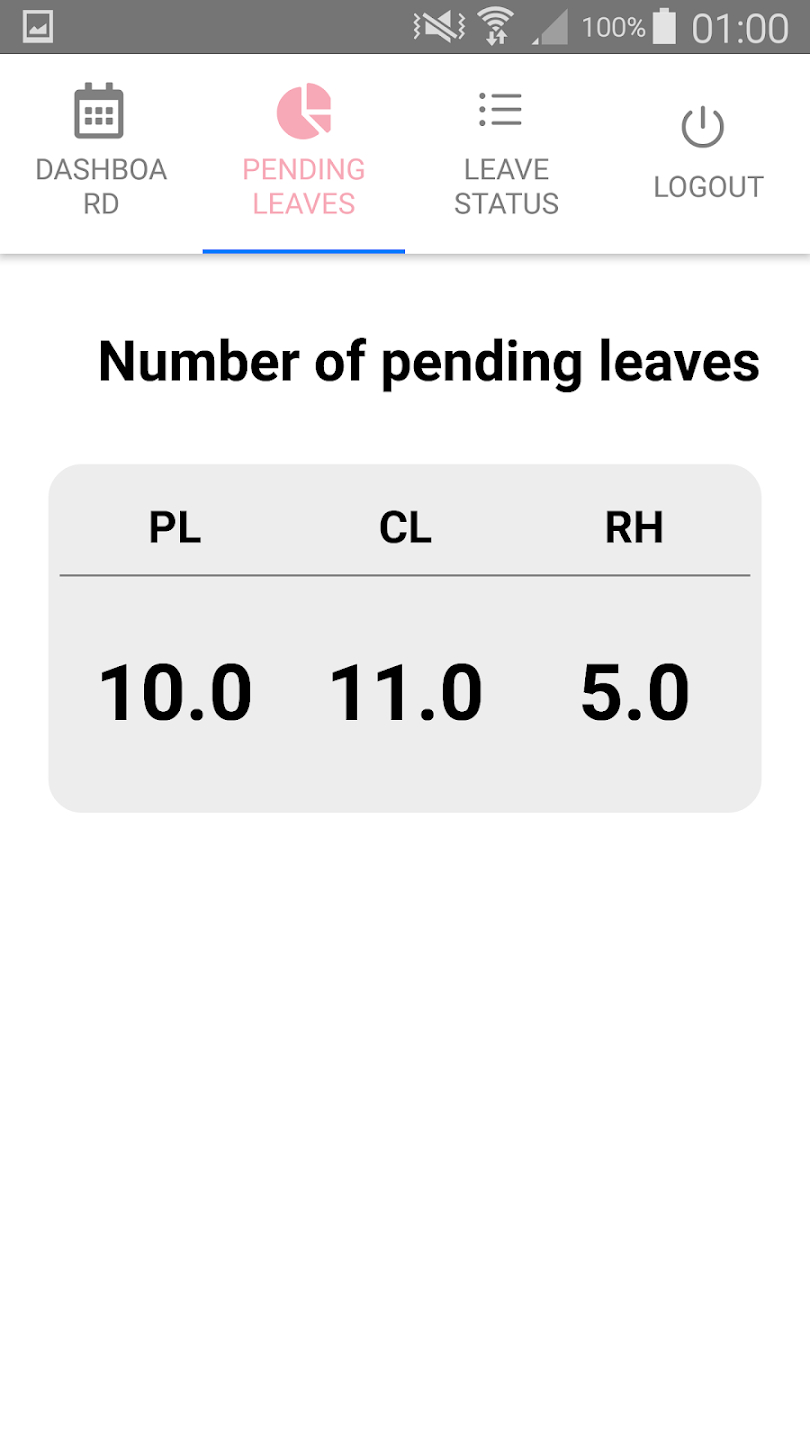 100% 01:00
DASHBOA
RD
PENDING
LEAVES
LEAVE
STATUS
LOGOUT
Number of pending leaves
PL CL RH
10.0 11.0 5.0